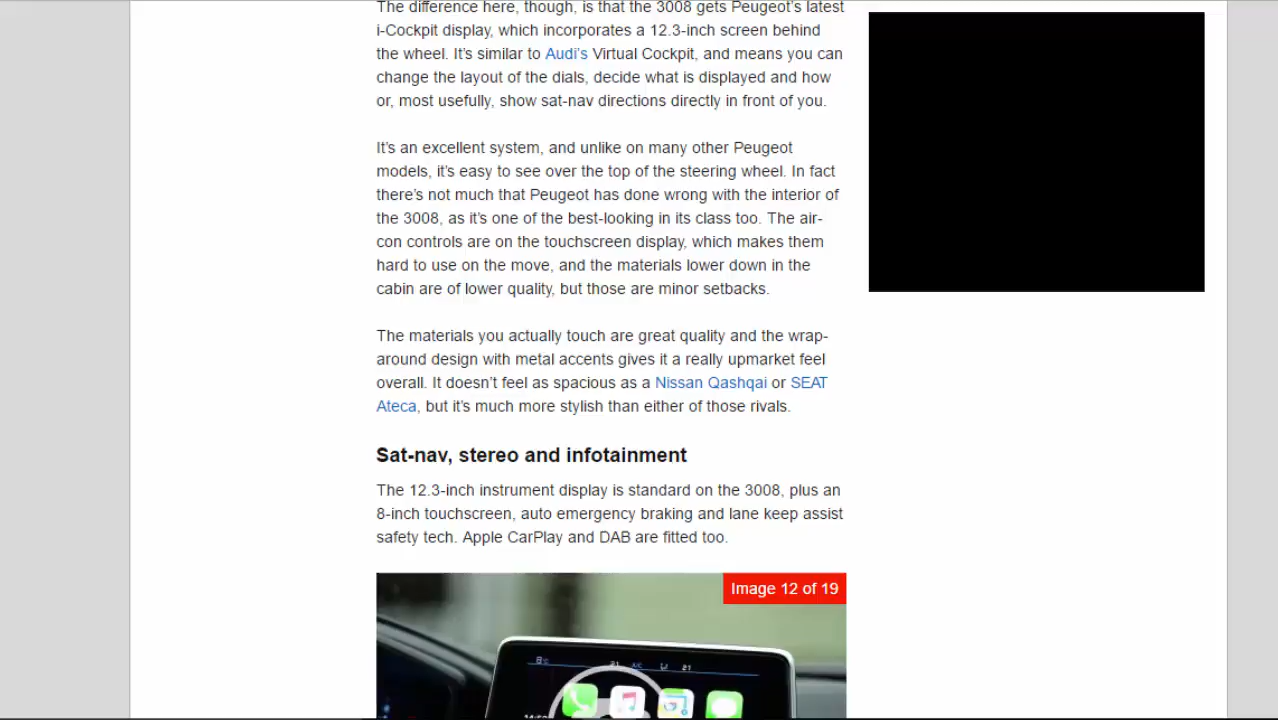 The difference here, though, is that the 3008 gets Peugeot's latest
i-Cockpit display, which incorporates a 12.3-inch screen behind
the wheel. It's similar to Audi's Virtual Cockpit, and means you can
change the layout of the dials, decide what is displayed and how
or, most usefully, show sat-nav directions directly in front of you.
It's an excellent system, and unlike on many other Peugeot
models, it's easy to see over the top of the steering wheel. In fact
there's not much that Peugeot has done wrong with the interior of
the 3008, as it's one of the best-looking in its class too. The air-
con controls are on the touchscreen display, which makes them
hard to use on the move, and the materials lower down in the
cabin are of lower quality, but those are minor setbacks.
The materials you actually touch are great quality and the wrap-
around design with metal accents gives it a really upmarket feel
overall. It doesn't feel as spacious as a Nissan Qashqai or SEAT
Ateca, but it's much more stylish than either of those rivals.
Sat-nav, stereo and infotainment
The 12.3-inch instrument display is standard on the 3008, plus an
8-inch touchscreen, auto emergency braking and lane keep assist
safety tech. Apple CarPlay and DAB are fitted too.
Image 12 of 19
21